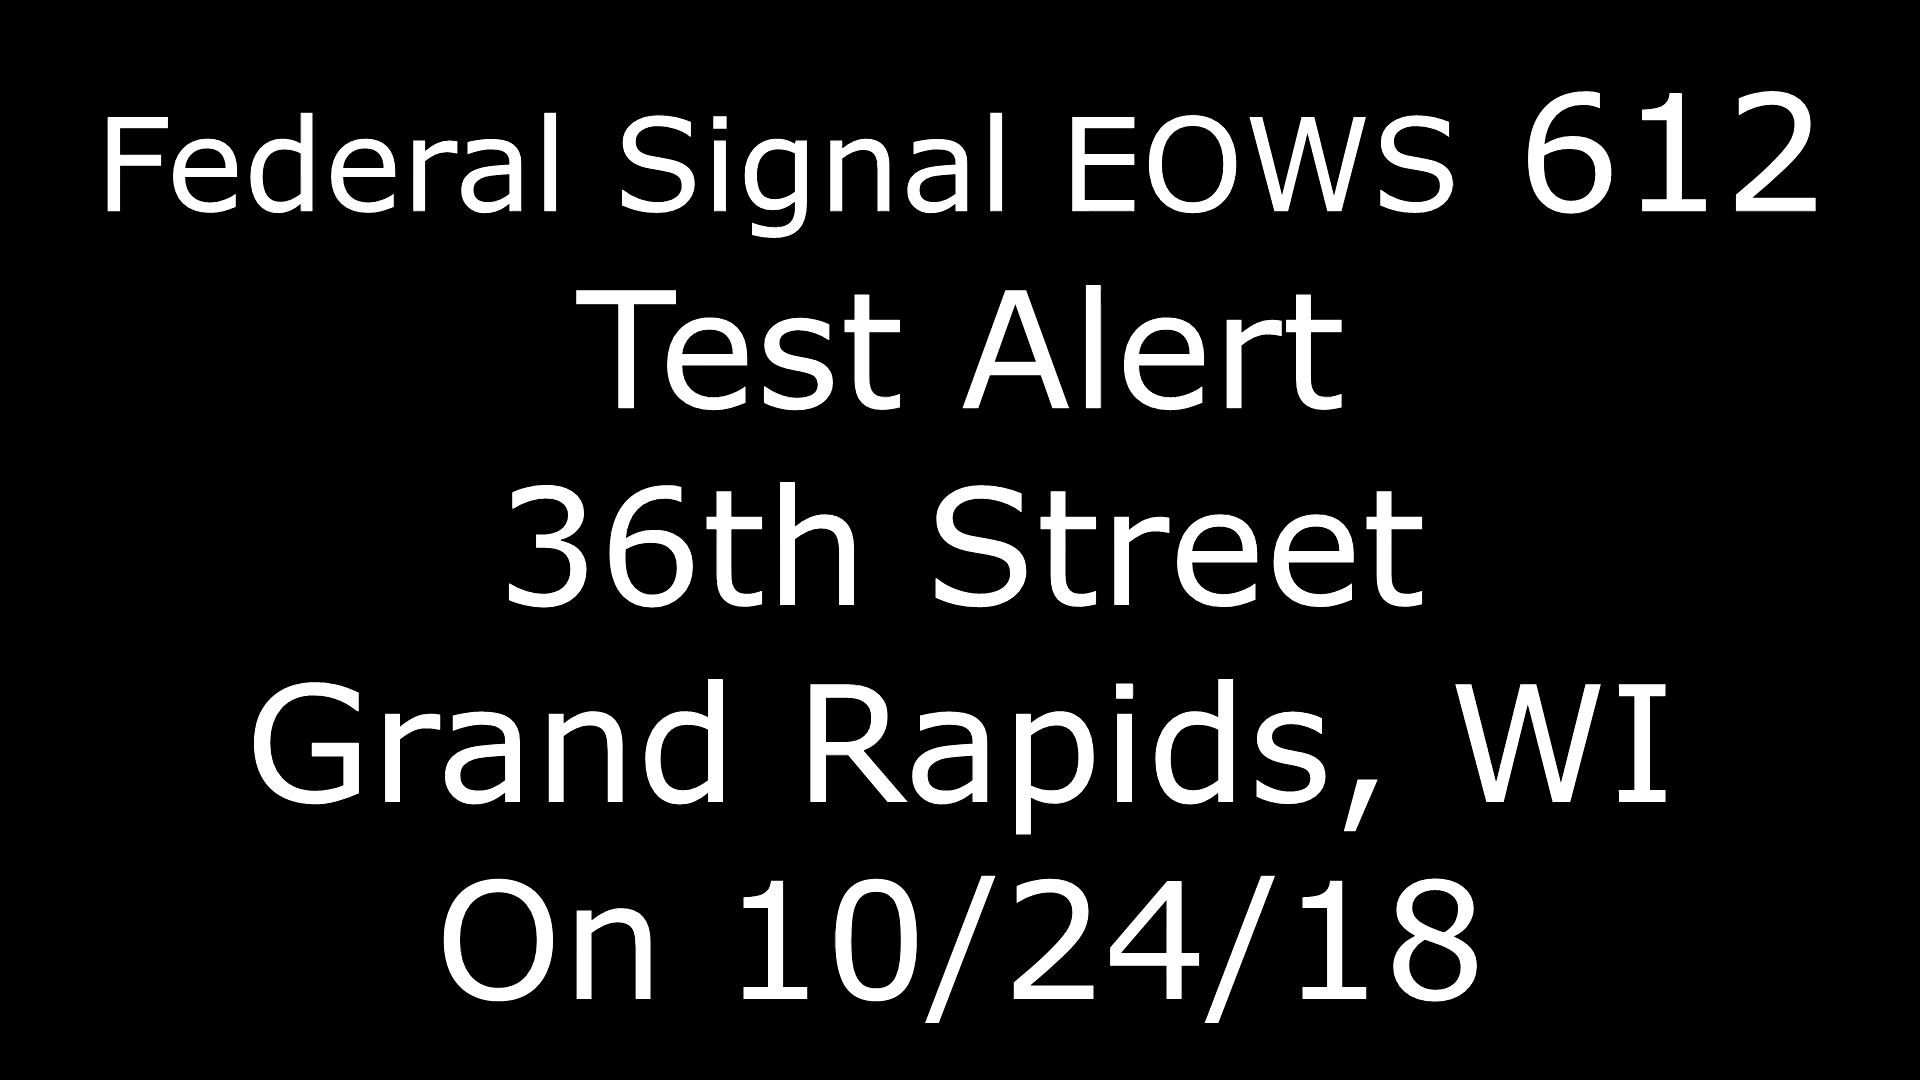 Federal Signal EOWS 612
Test Alert
36th Street
Grand Rapids, WI
On 10/24/18